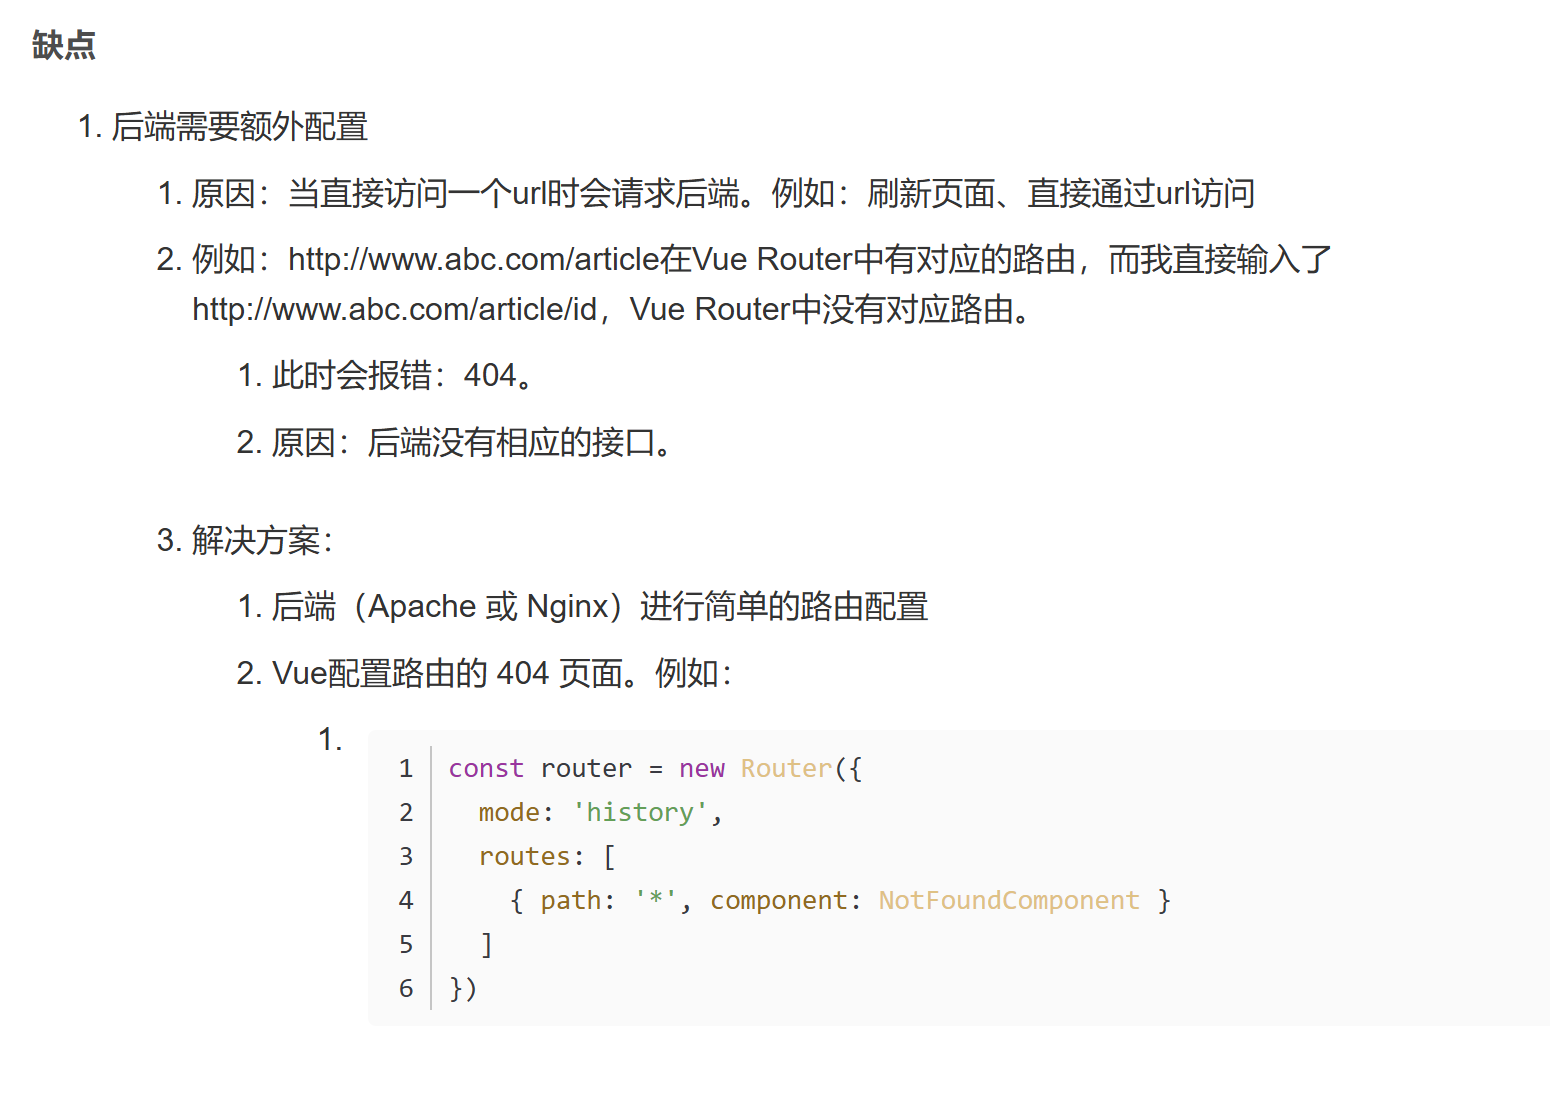 缺点
1. 后端需要额外配置
1. 原因：当直接访问一个url时会请求后端。例如：刷新页面、直接通过url访问
2. 例如：http://www.abc.com/article在Vue Router中有对应的路由，而我直接输入了
http://www.abc.com/article/id，Vue Router中没有对应路由。
1. 此时会报错：404。
2. 原因：后端没有相应的接口。
3. 解决方案：
1. 后端（Apache 或 Nginx）进行简单的路由配置
2. Vue配置路由的 404 页面。例如：
1.
1 const router = new Router({
2   mode: 'history',
3   routes: [
4     { path: '*', component: NotFoundComponent }
5   ]
6 })